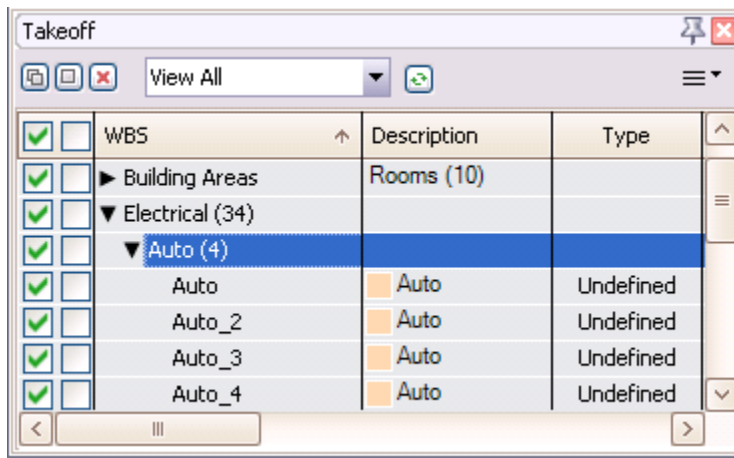 Takeoff
View All
WBS Description Type
Building Areas Rooms (10)
Electrical (34)
Auto (4)
Auto Auto Undefined
Auto_2 Auto Undefined
Auto_3 Auto Undefined
Auto_4 Auto Undefined